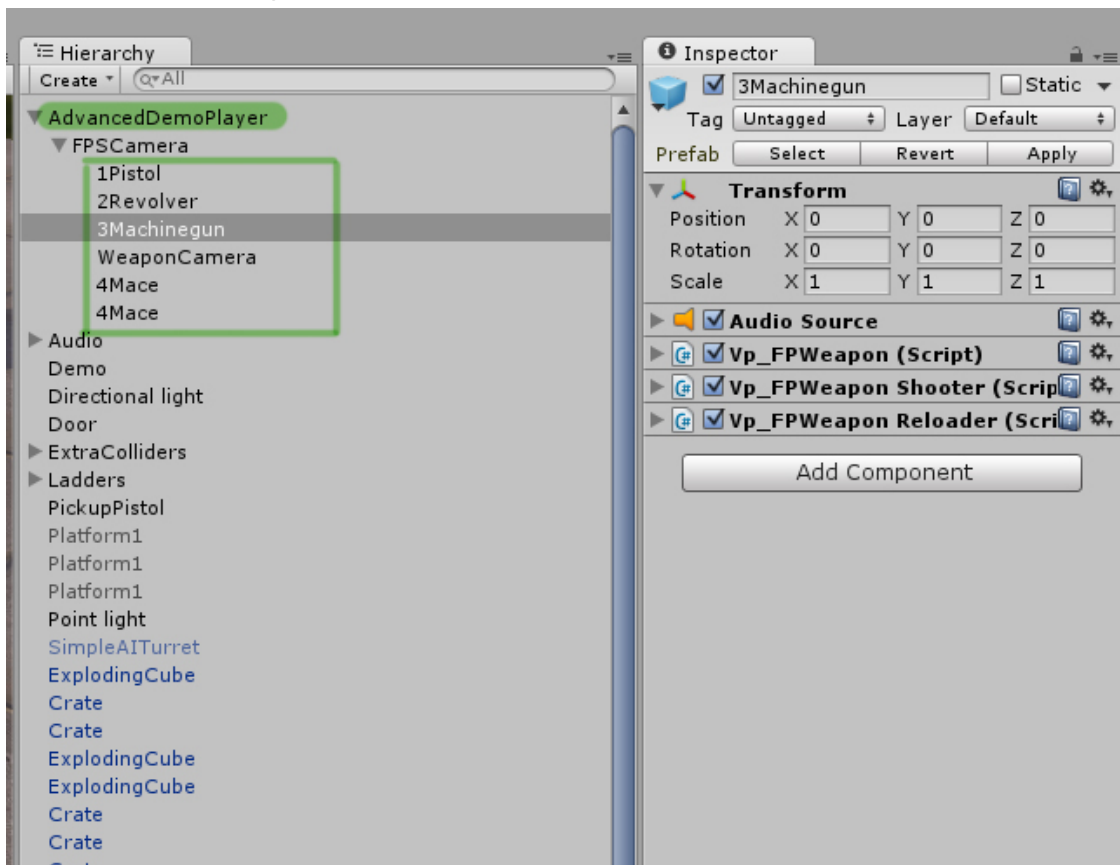 Hierarchy
Create
All
AdvancedDemoPlayer
FPSCamera
1Pistol
2Revolver
3Machinegun
WeaponCamera
4Mace
4Mace
Audio
Demo
Directional light
Door
ExtraColliders
Ladders
PickupPistol
Platform1
Platform1
Platform1
Point light
SimpleAITurret
ExplodingCube
Crate
Crate
ExplodingCube
ExplodingCube
Crate
Crate
Inspector
3Machinegun Static
Tag Untagged Layer Default
Prefab Select Revert Apply
Transform
Position X 0 Y 0 Z 0
Rotation X 0 Y 0 Z 0
Scale X 1 Y 1 Z 1
Audio Source
Vp_FPWeapon (Script)
Vp_FPWeapon Shooter (Scrip
Vp_FPWeapon Reloader (Scri
Add Component